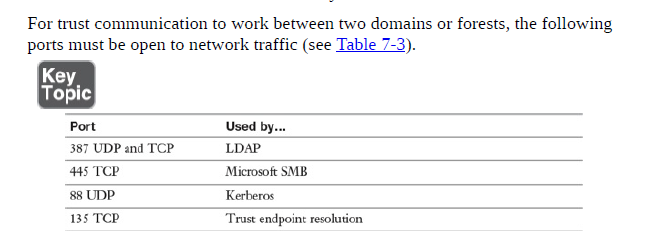 For trust communication to work between two domains or forests, the following
ports must be open to network traffic (see Table 7-3).
Key
Topic
Port Used by...
387 UDP and TCP LDAP
445 TCP Microsoft SMB
88 UDP Kerberos
135 TCP Trust endpoint resolution